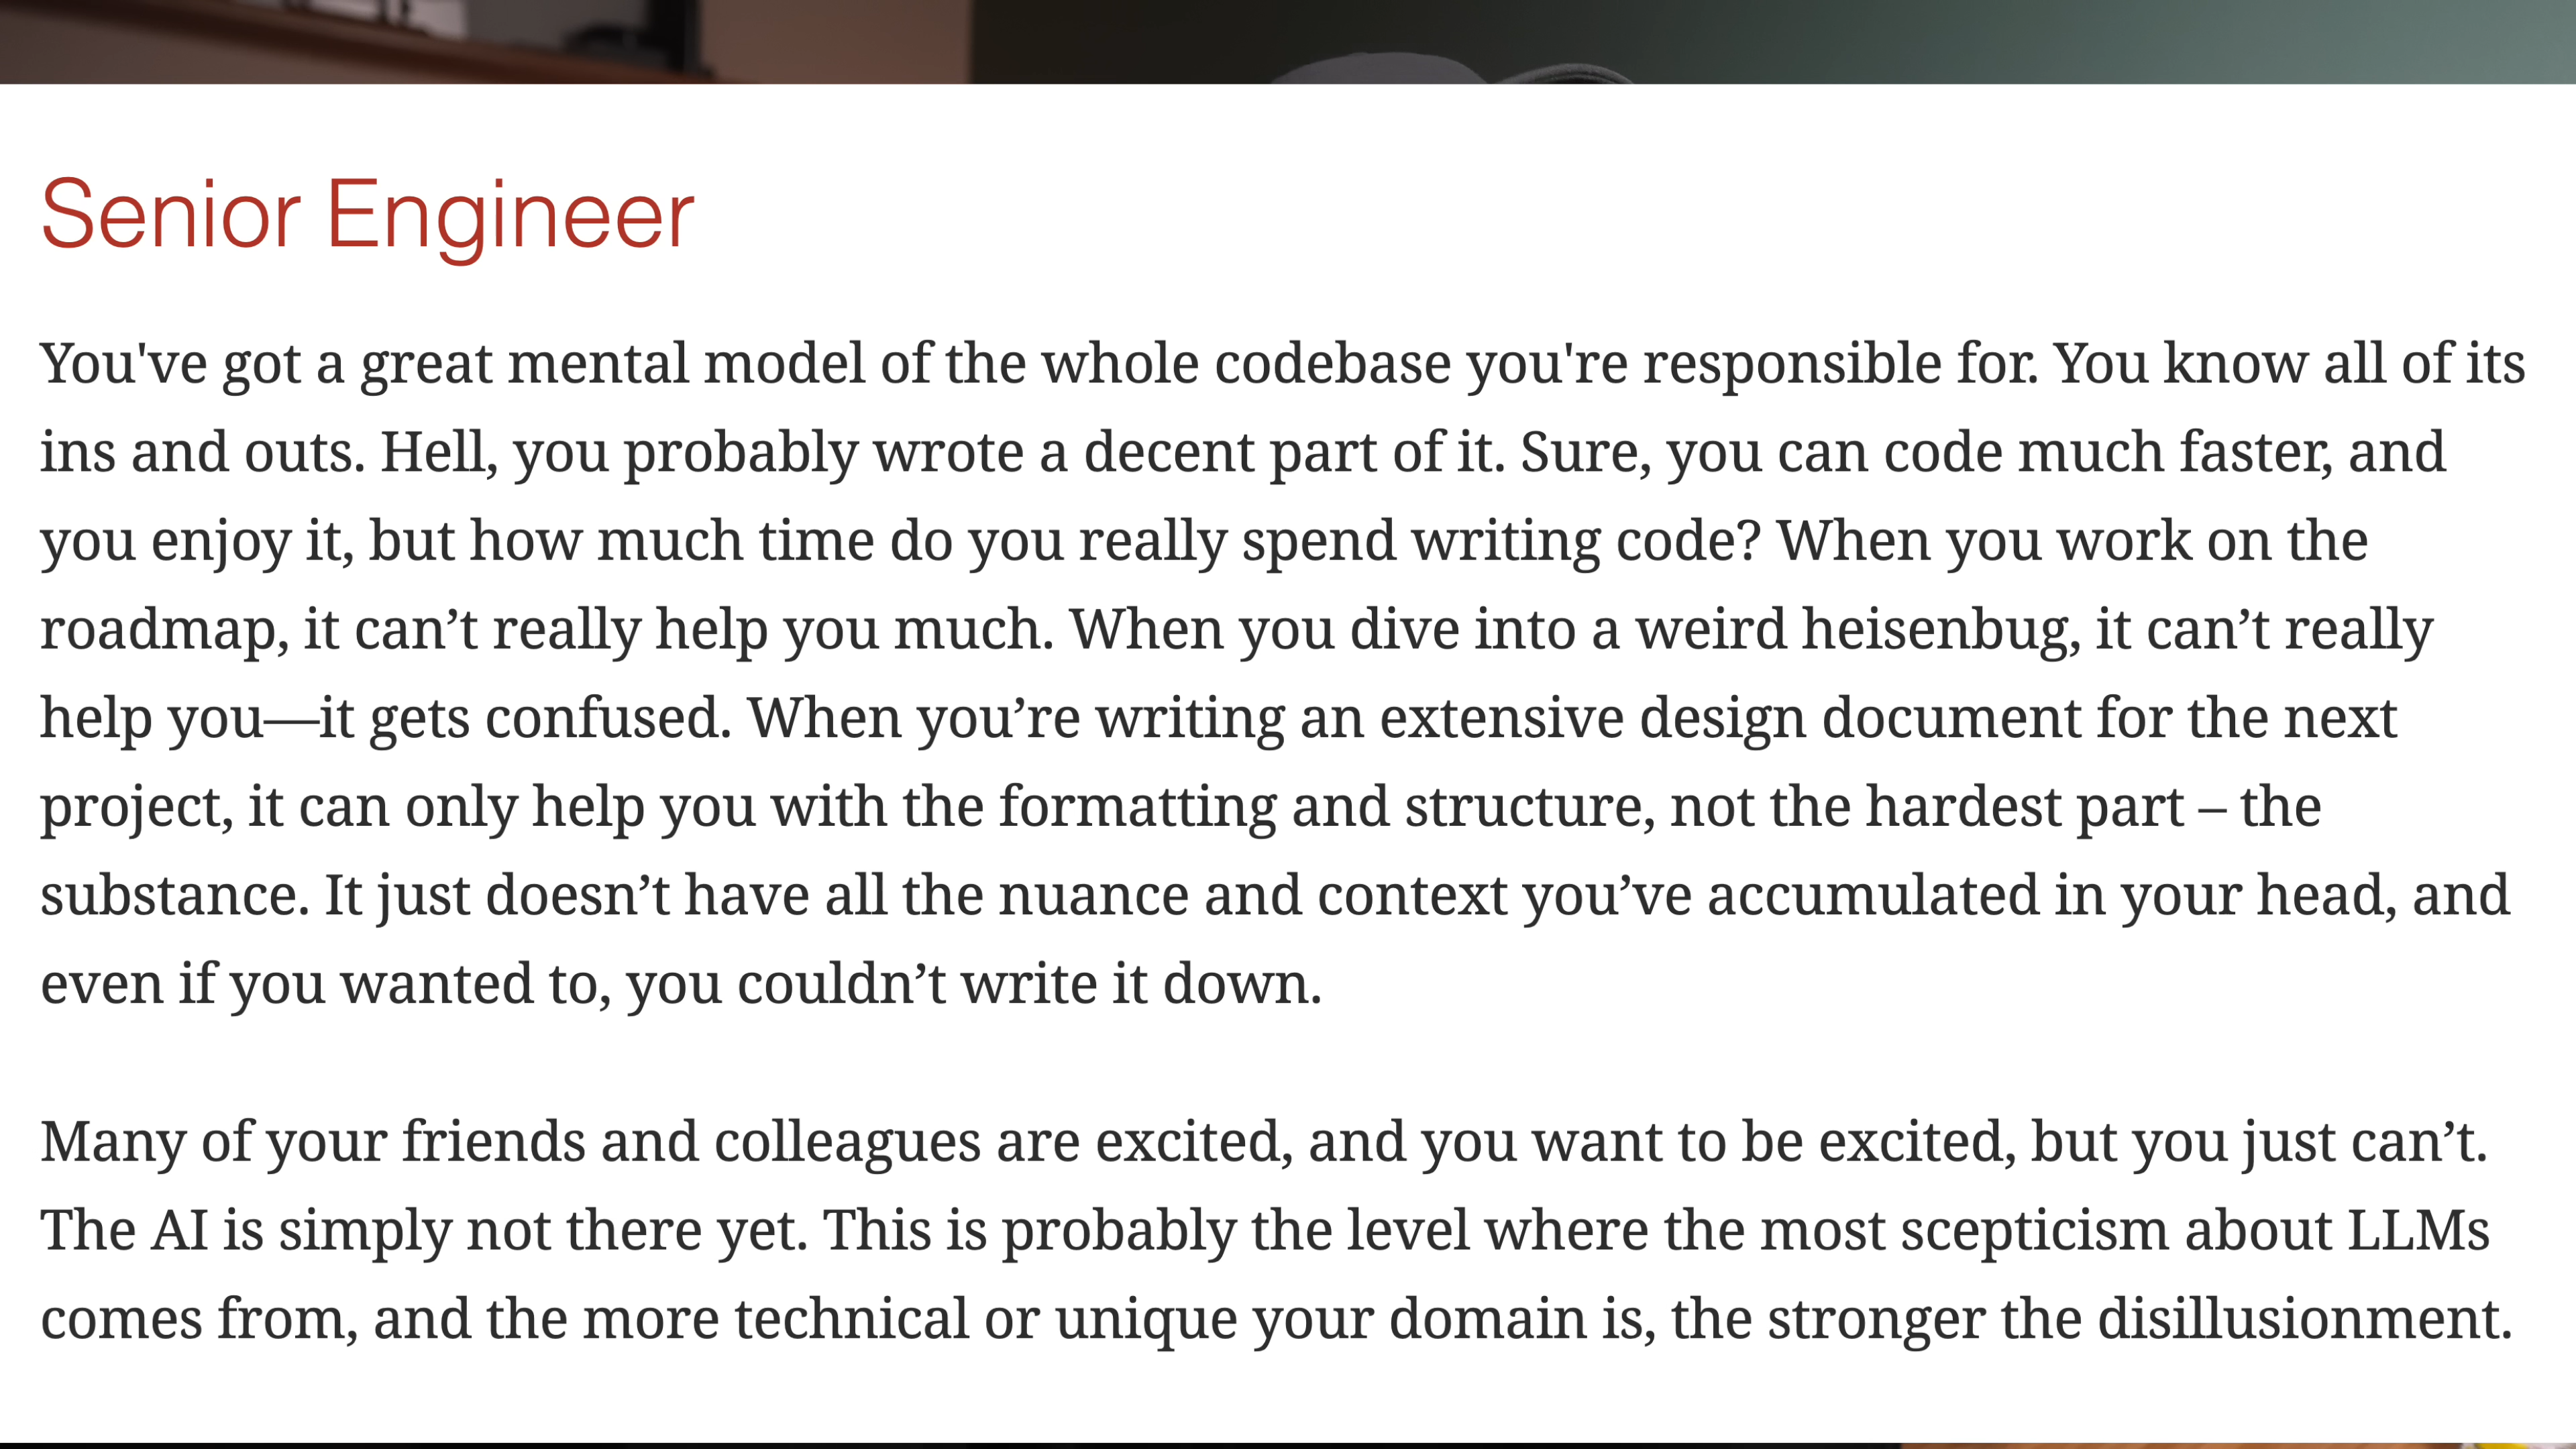 Senior Engineer
You've got a great mental model of the whole codebase you're responsible for. You know all of its
ins and outs. Hell, you probably wrote a decent part of it. Sure, you can code much faster, and
you enjoy it, but how much time do you really spend writing code? When you work on the
roadmap, it can’t really help you much. When you dive into a weird heisenbug, it can’t really
help you—it gets confused. When you’re writing an extensive design document for the next
project, it can only help you with the formatting and structure, not the hardest part – the
substance. It just doesn’t have all the nuance and context you’ve accumulated in your head, and
even if you wanted to, you couldn’t write it down.
Many of your friends and colleagues are excited, and you want to be excited, but you just can’t.
The AI is simply not there yet. This is probably the level where the most scepticism about LLMs
comes from, and the more technical or unique your domain is, the stronger the disillusionment.